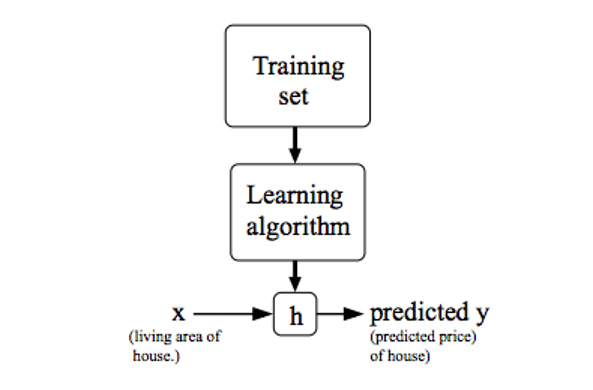 Training
set
Learning
algorithm
x
h
predicted y
(living area of
house.)
(predicted price)
of house)